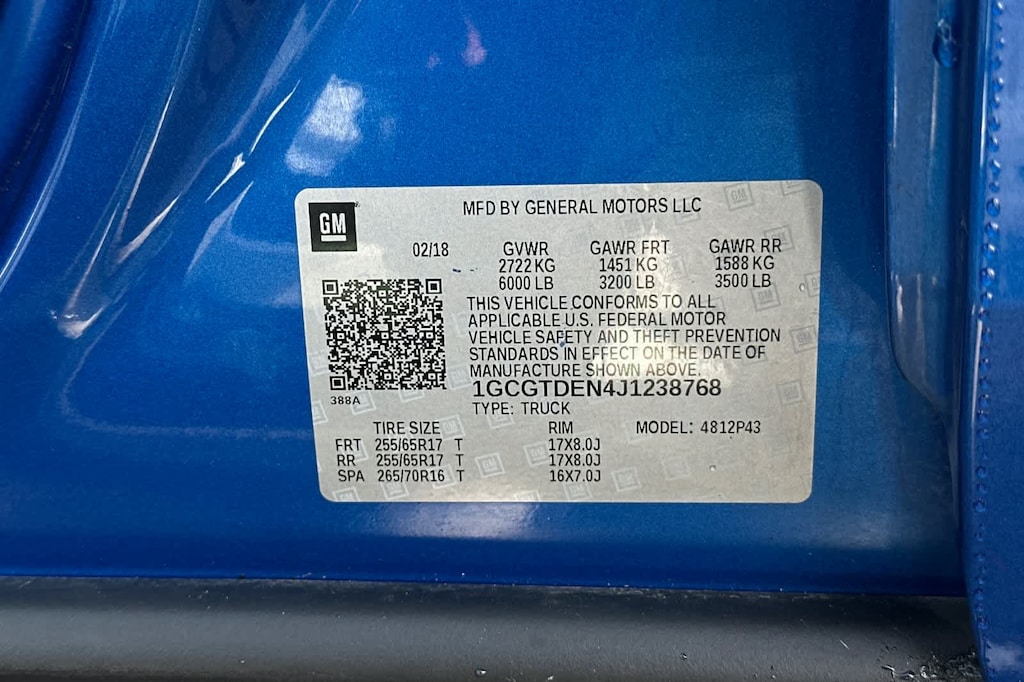 GM
MFD BY GENERAL MOTORS LLC
02/18 GVWR GAWR FRT GAWR RR
2722 KG 1451 KG 1588 KG
6000 LB 3200 LB 3500 LB
THIS VEHICLE CONFORMS TO ALL
APPLICABLE U.S. FEDERAL MOTOR
VEHICLE SAFETY AND THEFT PREVENTION
STANDARDS IN EFFECT ON THE DATE OF
MANUFACTURE SHOWN ABOVE.
388A
1GCGTDEN4J1238768
TYPE: TRUCK
TIRE SIZE RIM MODEL: 4812P43
FRT 255/65R17 T 17X8.0J
RR 255/65R17 T 17X8.0J
SPA 265/70R16 T 16X7.0J